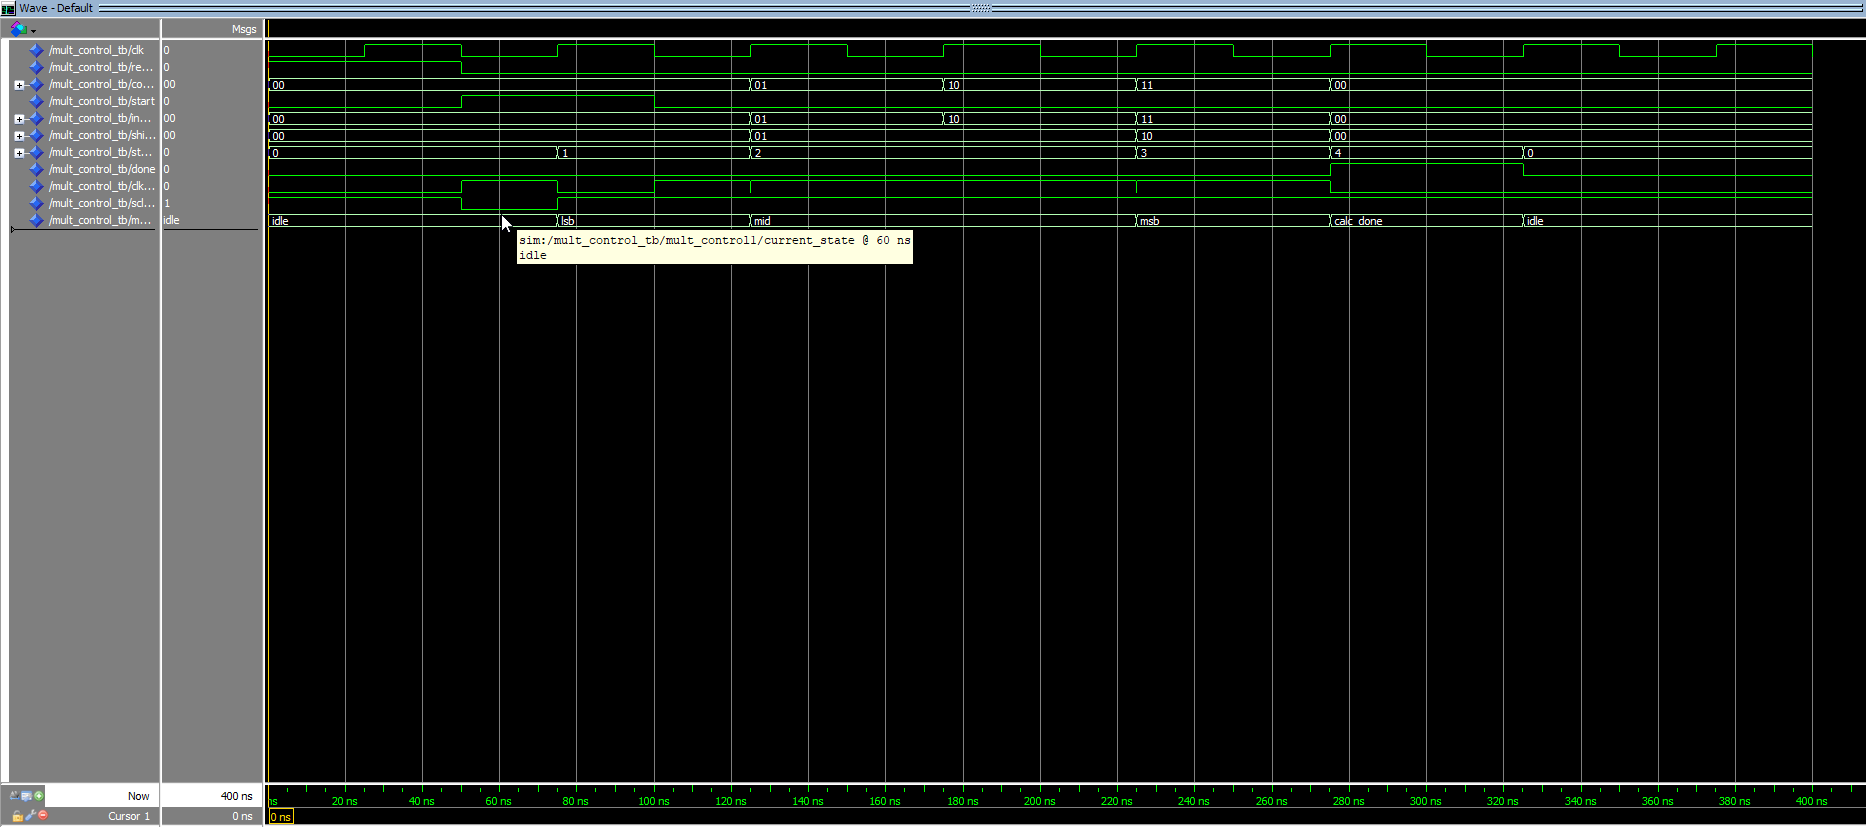 Wave - Default
Msgs
/mult_control_tb/clk 0
/mult_control_tb/re... 0
/mult_control_tb/co... 00 00 01 10 11 00
/mult_control_tb/start 0
/mult_control_tb/in... 00 00 01 10 11 00
/mult_control_tb/shi... 00 00 01 10 00
/mult_control_tb/st... 0 0 1 2 3 4 0
/mult_control_tb/done 0
/mult_control_tb/clk... 0
/mult_control_tb/scl... 1
/mult_control_tb/m... idle idle lsb mid msb calc_done idle
sim:/mult_control_tb/mult_control1/current_state @ 60 ns
idle
Now 400 ns ns 20 ns 40 ns 60 ns 80 ns 100 ns 120 ns 140 ns 160 ns 180 ns 200 ns 220 ns 240 ns 260 ns 280 ns 300 ns 320 ns 340 ns 360 ns 380 ns 400 ns
Cursor 1 0 ns 0 ns